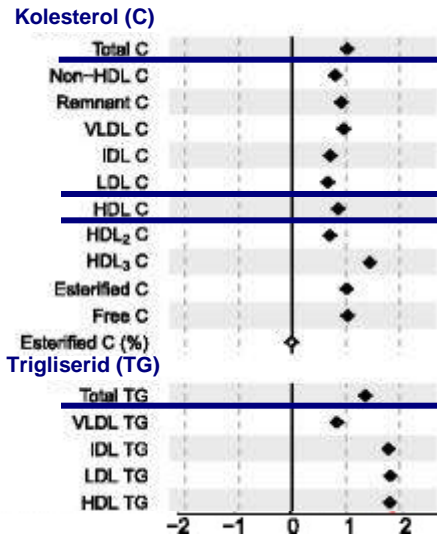 Kolesterol (C)
Total C
Non-HDL C
Remnant C
VLDL C
IDL C
LDL C
HDL C
HDL₂ C
HDL₃ C
Esterified C
Free C
Esterified C (%)
Trigliserid (TG)
Total TG
VLDL TG
IDL TG
LDL TG
HDL TG
−2 −1 0 1 2